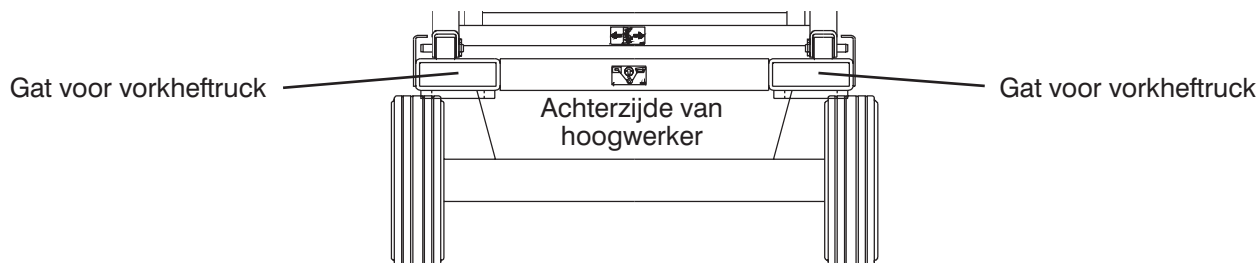 Gat voor vorkheftruck
Gat voor vorkheftruck
Achterzijde van
hoogwerker